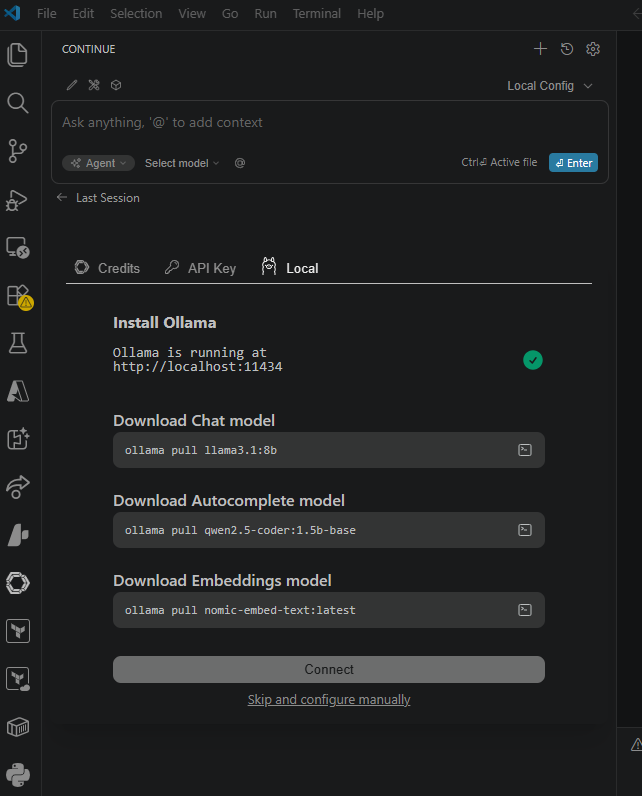 File Edit Selection View Go Run Terminal Help
CONTINUE
Local Config
Ask anything, '@' to add context
Agent Select model @ Ctrl⏎ Active file ⏎ Enter
Last Session
Credits API Key Local
Install Ollama
Ollama is running at
http://localhost:11434
Download Chat model
ollama pull llama3.1:8b
Download Autocomplete model
ollama pull qwen2.5-coder:1.5b-base
Download Embeddings model
ollama pull nomic-embed-text:latest
Connect
Skip and configure manually